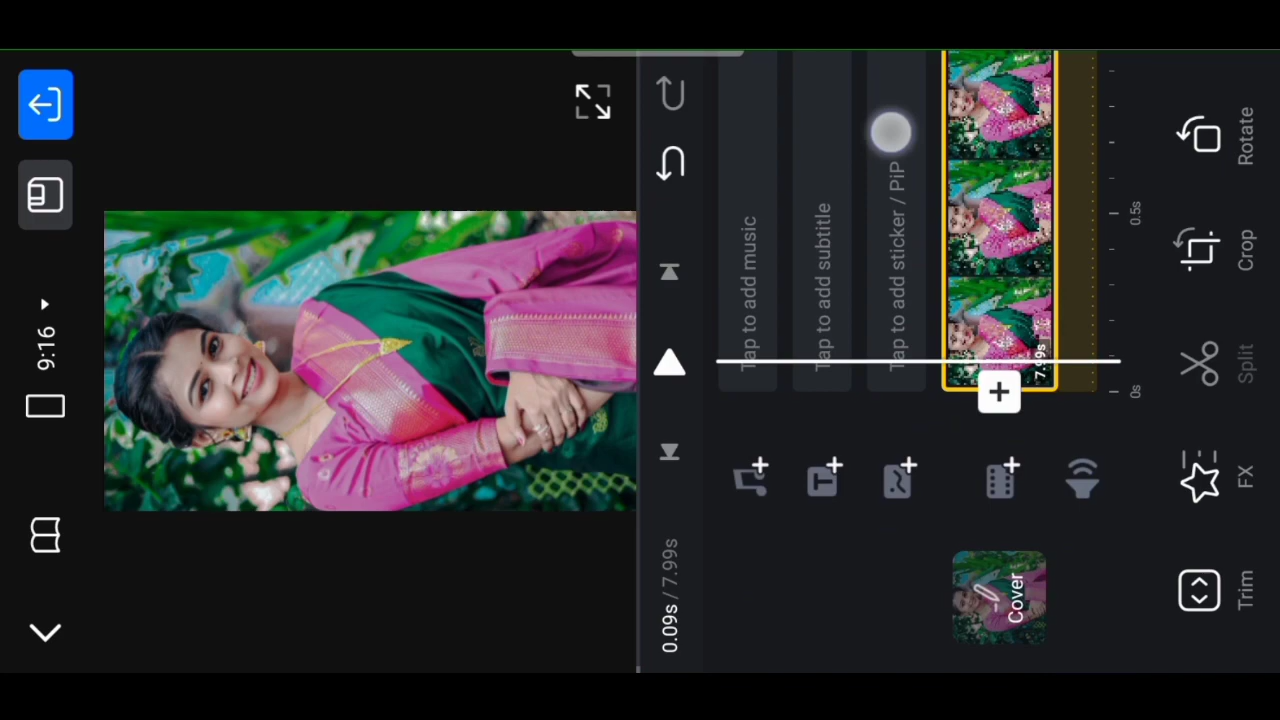 9:16
0.09s / 7.99s
Tap to add music
Tap to add subtitle
Tap to add sticker / PiP
Cover
7.99s
0s
0.5s
Trim
FX
Split
Crop
Rotate